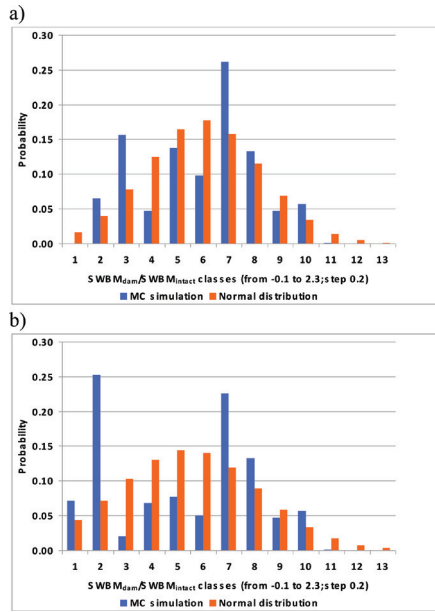 a)
0.30
0.25
0.20
0.15
0.10
0.05
0.00
Probability
1 2 3 4 5 6 7 8 9 10 11 12 13
SWBMdam/SWBMintact classes (from -0.1 to 2.3;step 0.2)
MC simulation Normal distribution
b)
0.30
0.25
0.20
0.15
0.10
0.05
0.00
Probability
1 2 3 4 5 6 7 8 9 10 11 12 13
SWBMdam/SWBMintact classes (from -0.1 to 2.3;step 0.2)
MC simulation Normal distribution